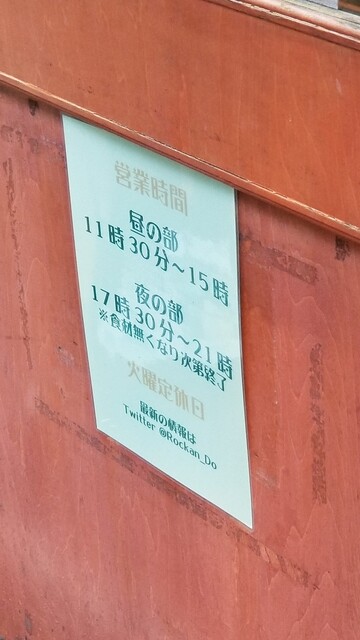 営業時間
昼の部
11時30分～15時
夜の部
17時30分～21時
※食材無くなり次第終了
火曜定休日
最新の情報は
Twitter @Rockan_Do